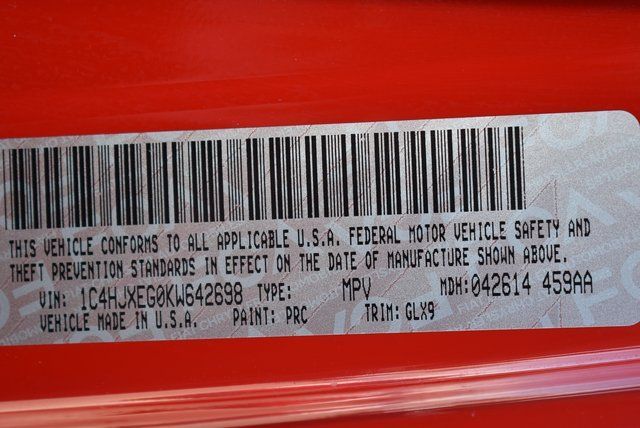 THIS VEHICLE CONFORMS TO ALL APPLICABLE U.S.A. FEDERAL MOTOR VEHICLE SAFETY AND
THEFT PREVENTION STANDARDS IN EFFECT ON THE DATE OF MANUFACTURE SHOWN ABOVE.
VIN: 1C4HJXEG0KW642698 TYPE: MPV MDH: 042614 459AA
VEHICLE MADE IN U.S.A. PAINT: PRC TRIM: GLX9